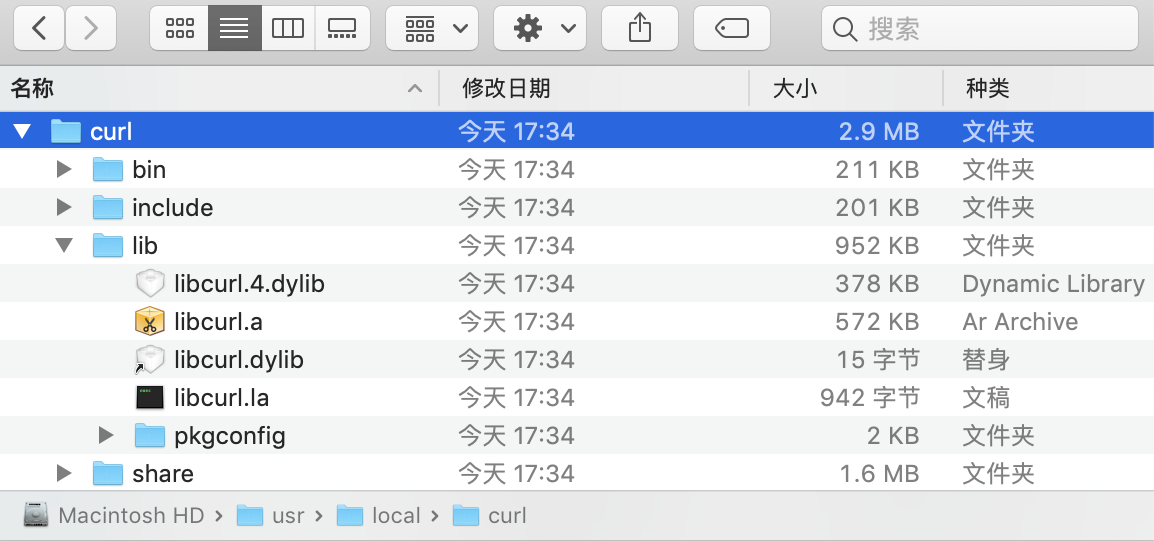 搜索
名称 修改日期 大小 种类
curl 今天 17:34 2.9 MB 文件夹
bin 今天 17:34 211 KB 文件夹
include 今天 17:34 201 KB 文件夹
lib 今天 17:34 952 KB 文件夹
libcurl.4.dylib 今天 17:34 378 KB Dynamic Library
libcurl.a 今天 17:34 572 KB Ar Archive
libcurl.dylib 今天 17:34 15 字节 替身
libcurl.la 今天 17:34 942 字节 文稿
pkgconfig 今天 17:34 2 KB 文件夹
share 今天 17:34 1.6 MB 文件夹
Macintosh HD › usr › local › curl